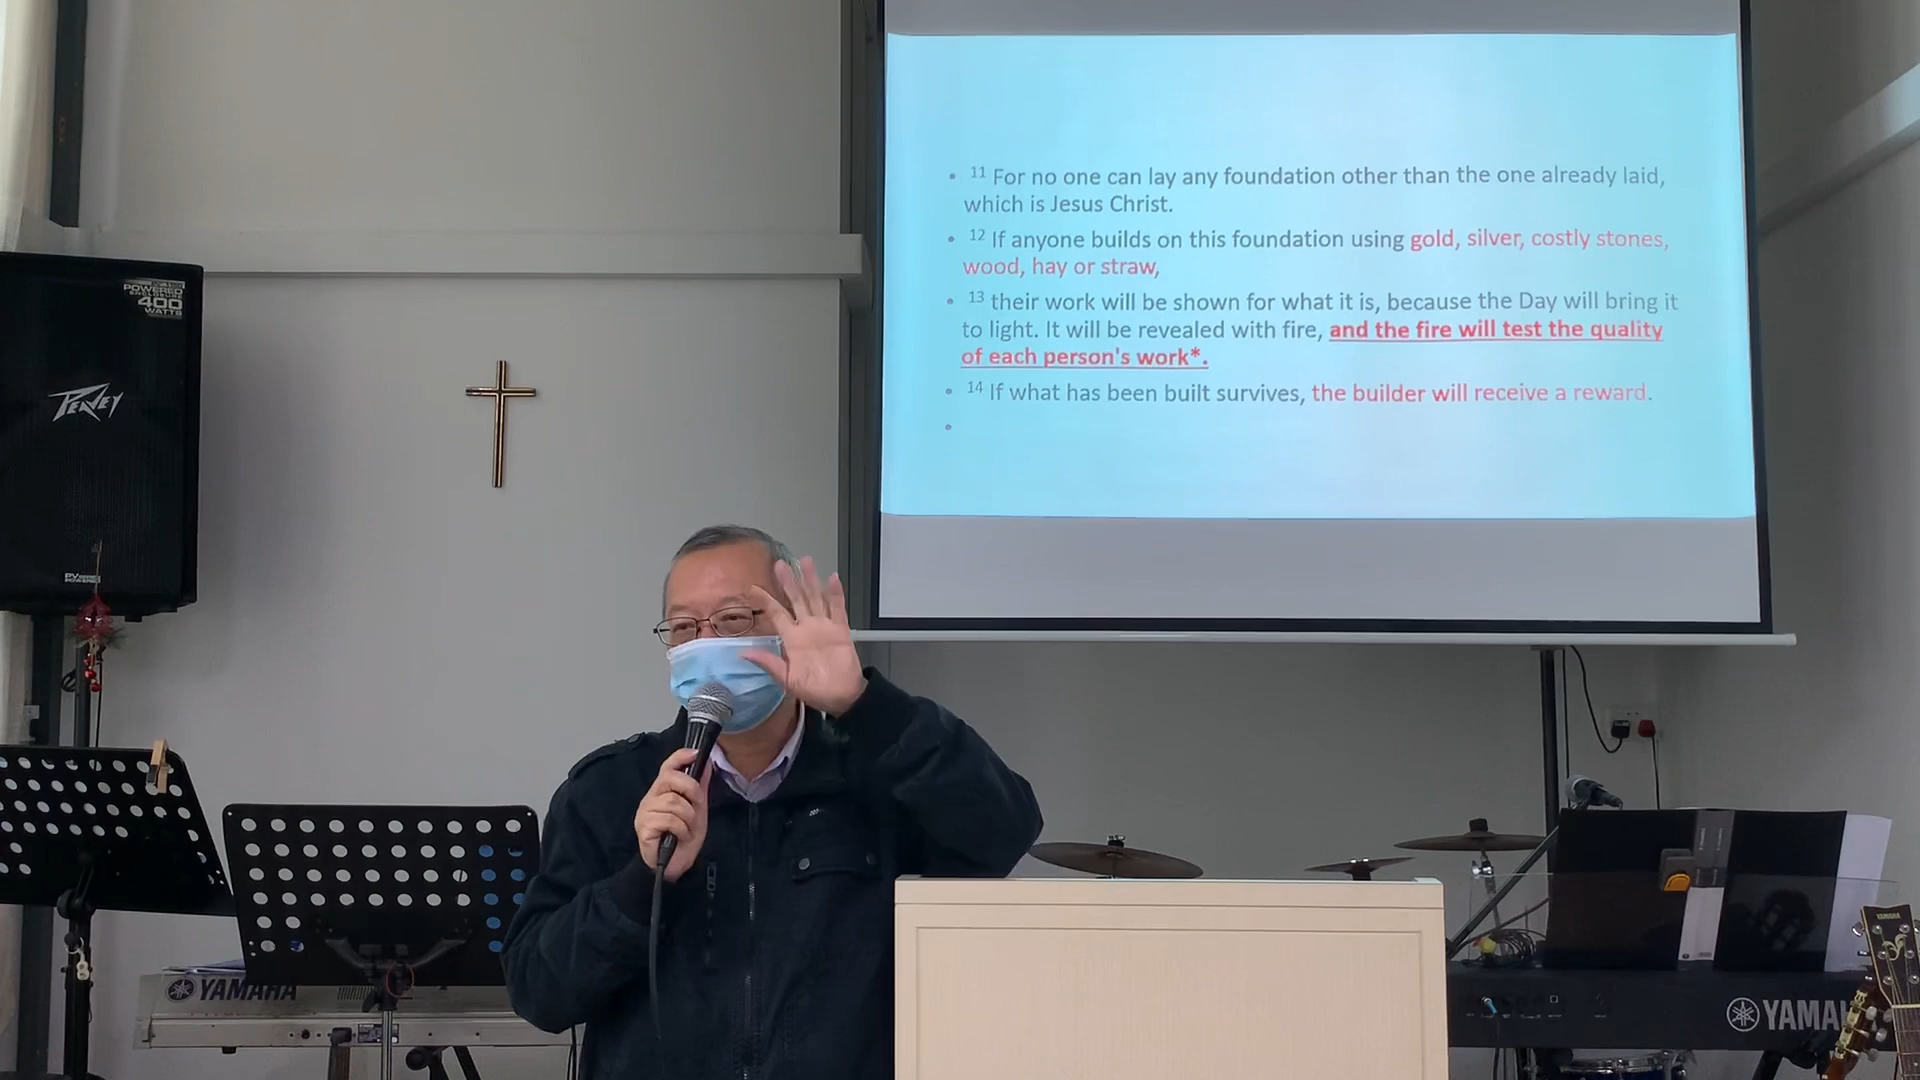 • 11 For no one can lay any foundation other than the one already laid,
which is Jesus Christ.
• 12 If anyone builds on this foundation using gold, silver, costly stones,
wood, hay or straw,
• 13 their work will be shown for what it is, because the Day will bring it
to light. It will be revealed with fire, and the fire will test the quality
of each person's work*.
• 14 If what has been built survives, the builder will receive a reward.
•
POWERED
ENCLOSURE
400
WATTS
PEAVEY
YAMAHA
YAMAHA
YAMAHA